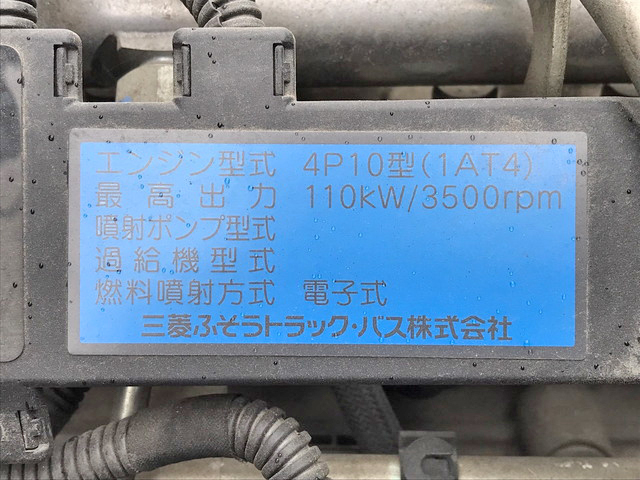 エンジン型式 4P10型(1AT4)
最高出力 110kW/3500rpm
噴射ポンプ型式
過給機型式
燃料噴射方式 電子式
三菱ふそうトラック・バス株式会社